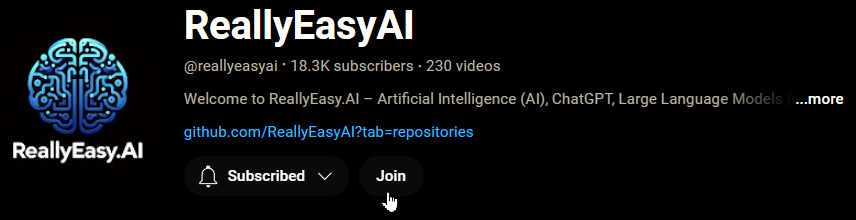 ReallyEasyAI
@reallyeasyai · 18.3K subscribers · 230 videos
Welcome to ReallyEasy.AI – Artificial Intelligence (AI), ChatGPT, Large Language Models ...more
github.com/ReallyEasyAI?tab=repositories
ReallyEasy.AI
Subscribed
Join